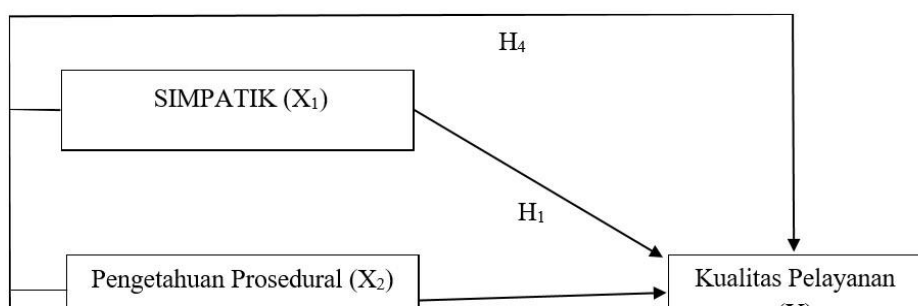 H₄
SIMPATIK (X₁)
H₁
Pengetahuan Prosedural (X₂)
Kualitas Pelayanan